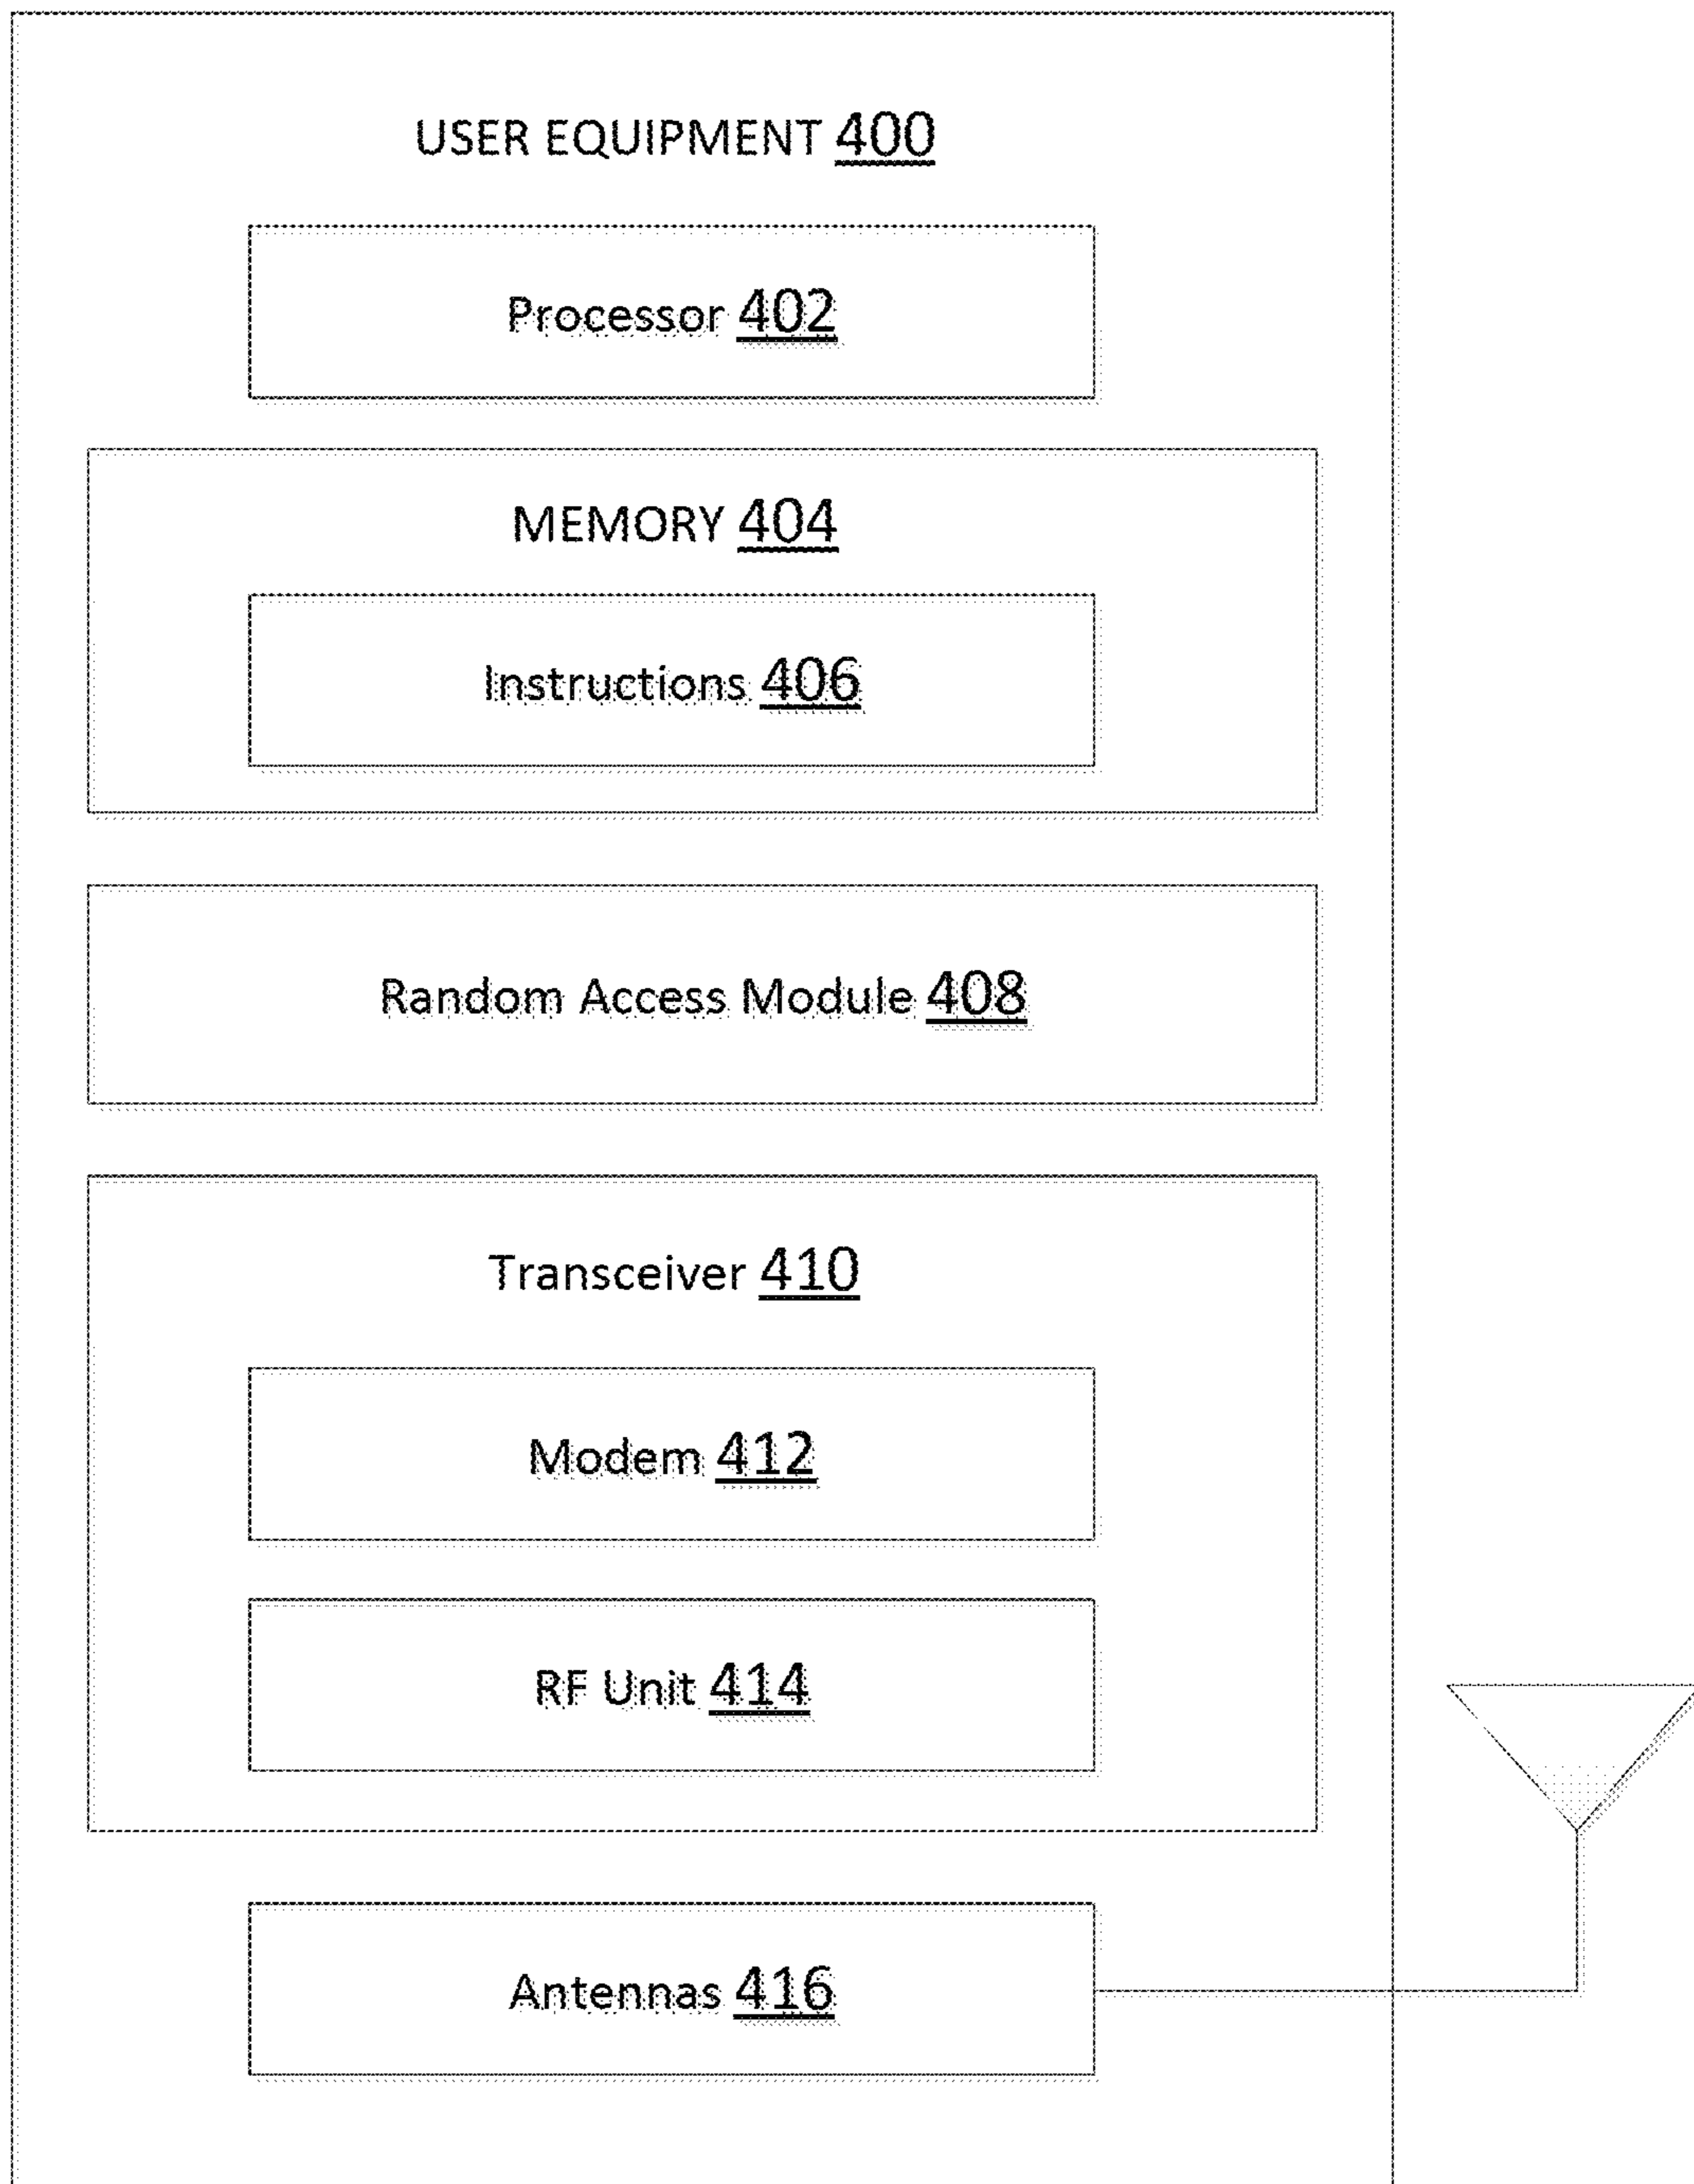 USER EQUIPMENT 400
Processor 402
MEMORY 404
Instructions 406
Random Access Module 408
Transceiver 410
Modem 412
RF Unit 414
Antennas 416